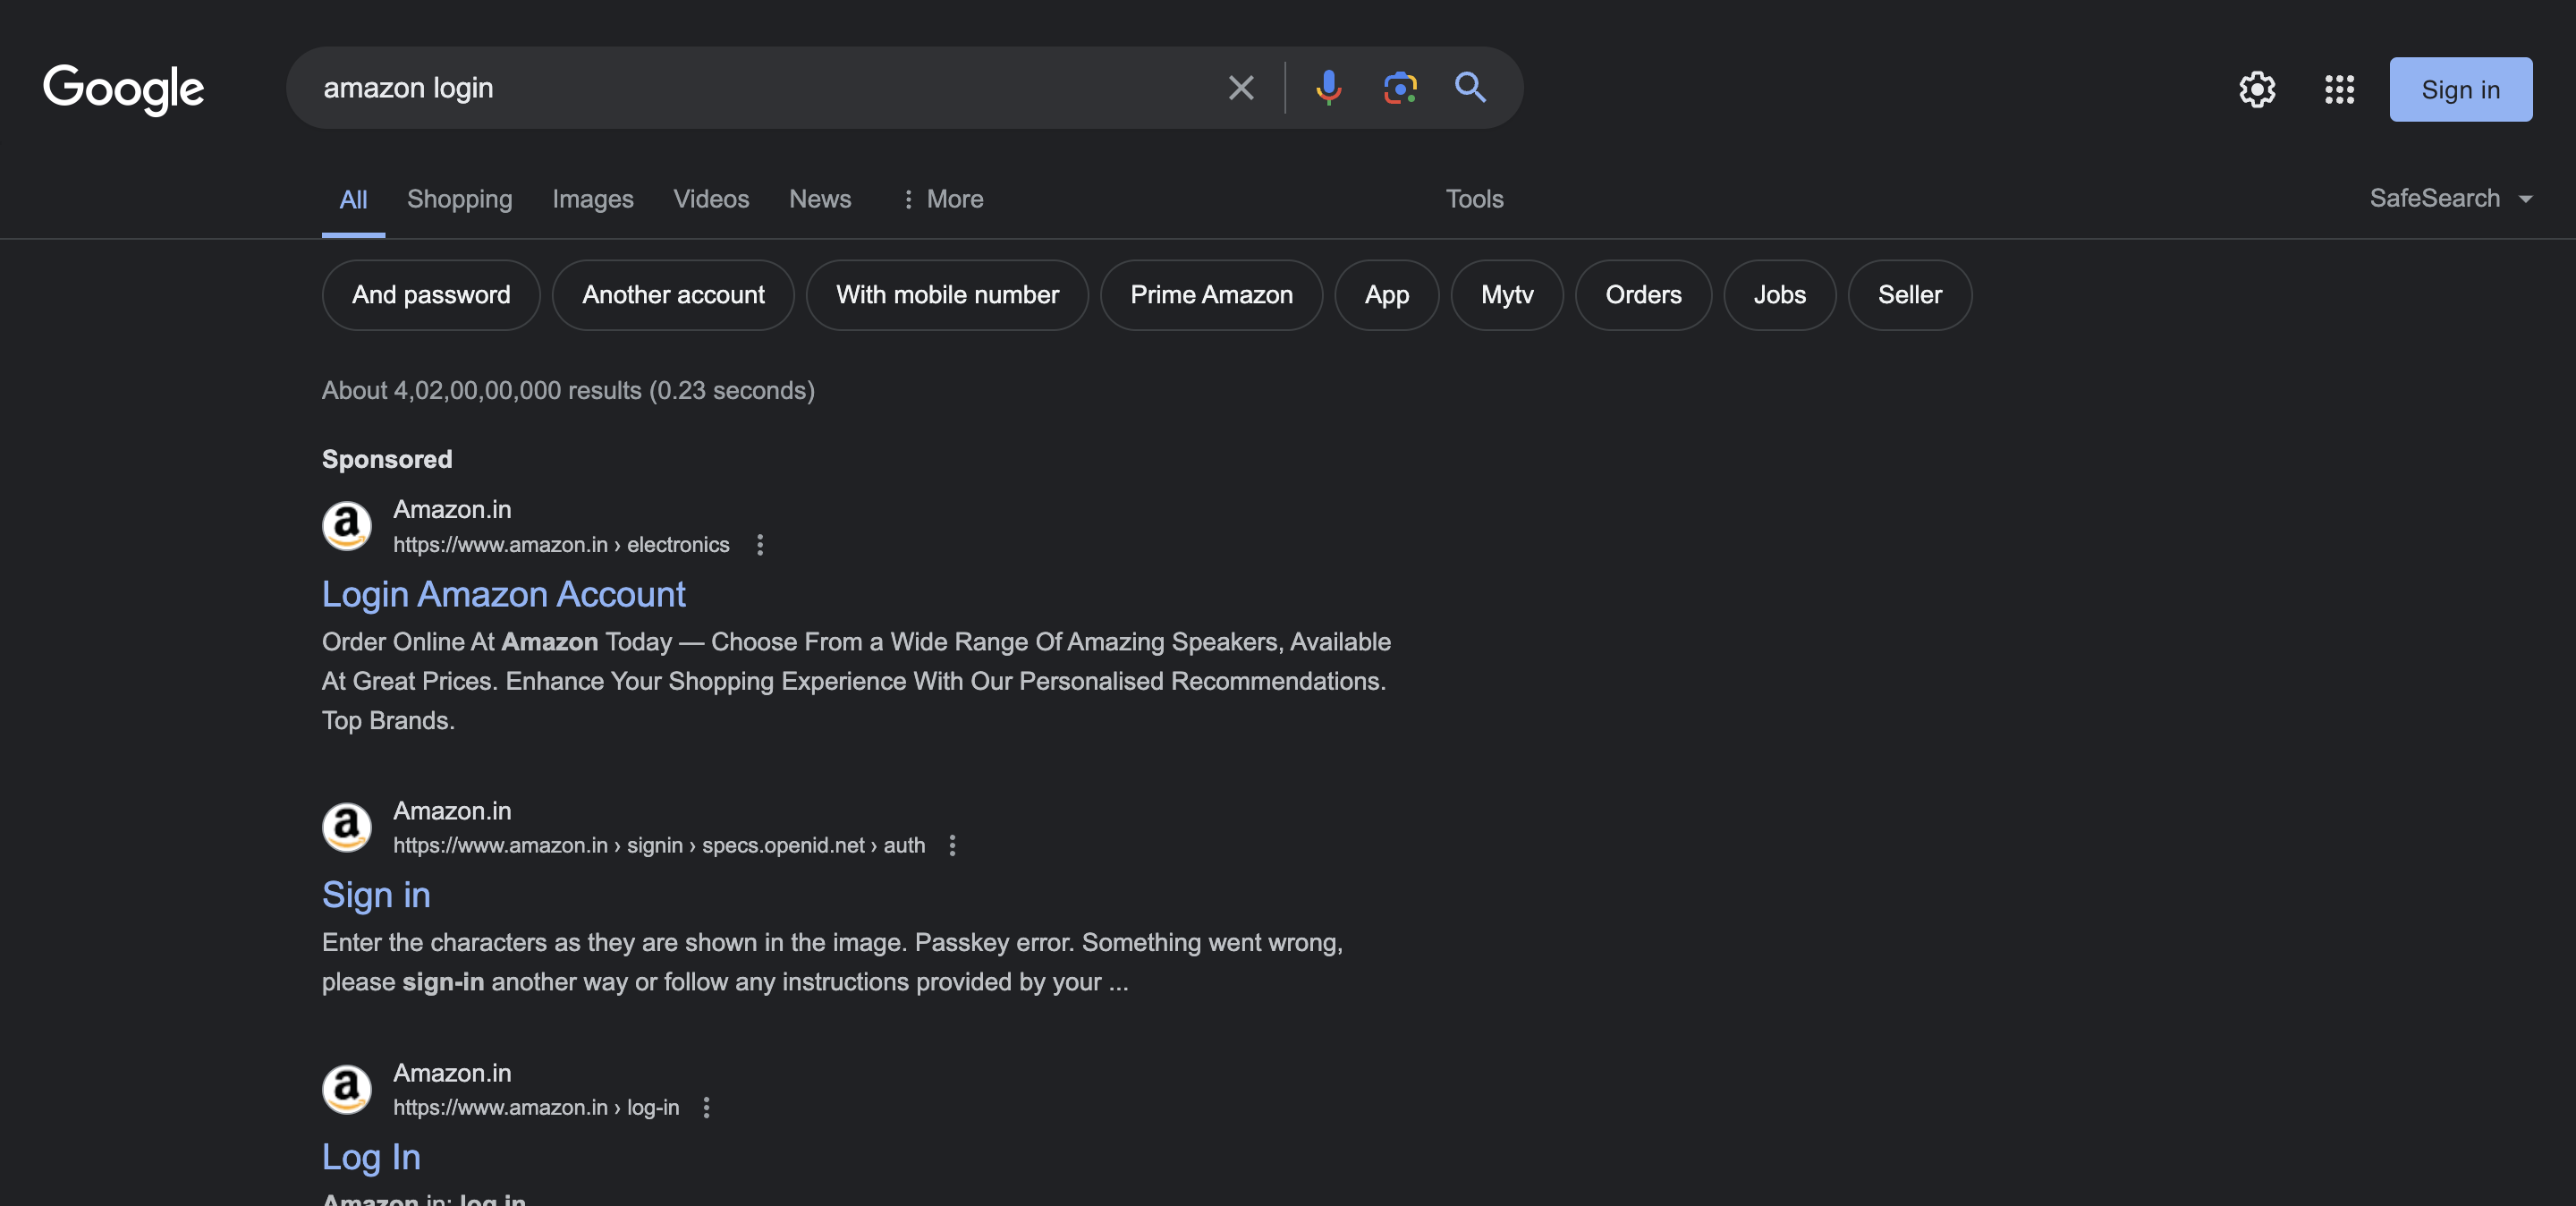 Google
amazon login
Sign in
All
Shopping
Images
Videos
News
More
Tools
SafeSearch
And password
Another account
With mobile number
Prime Amazon
App
Mytv
Orders
Jobs
Seller
About 4,02,00,00,000 results (0.23 seconds)
Sponsored
Amazon.in
https://www.amazon.in › electronics
Login Amazon Account
Order Online At Amazon Today — Choose From a Wide Range Of Amazing Speakers, Available
At Great Prices. Enhance Your Shopping Experience With Our Personalised Recommendations.
Top Brands.
Amazon.in
https://www.amazon.in › signin › specs.openid.net › auth
Sign in
Enter the characters as they are shown in the image. Passkey error. Something went wrong,
please sign-in another way or follow any instructions provided by your ...
Amazon.in
https://www.amazon.in › log-in
Log In
Amazon in: log in